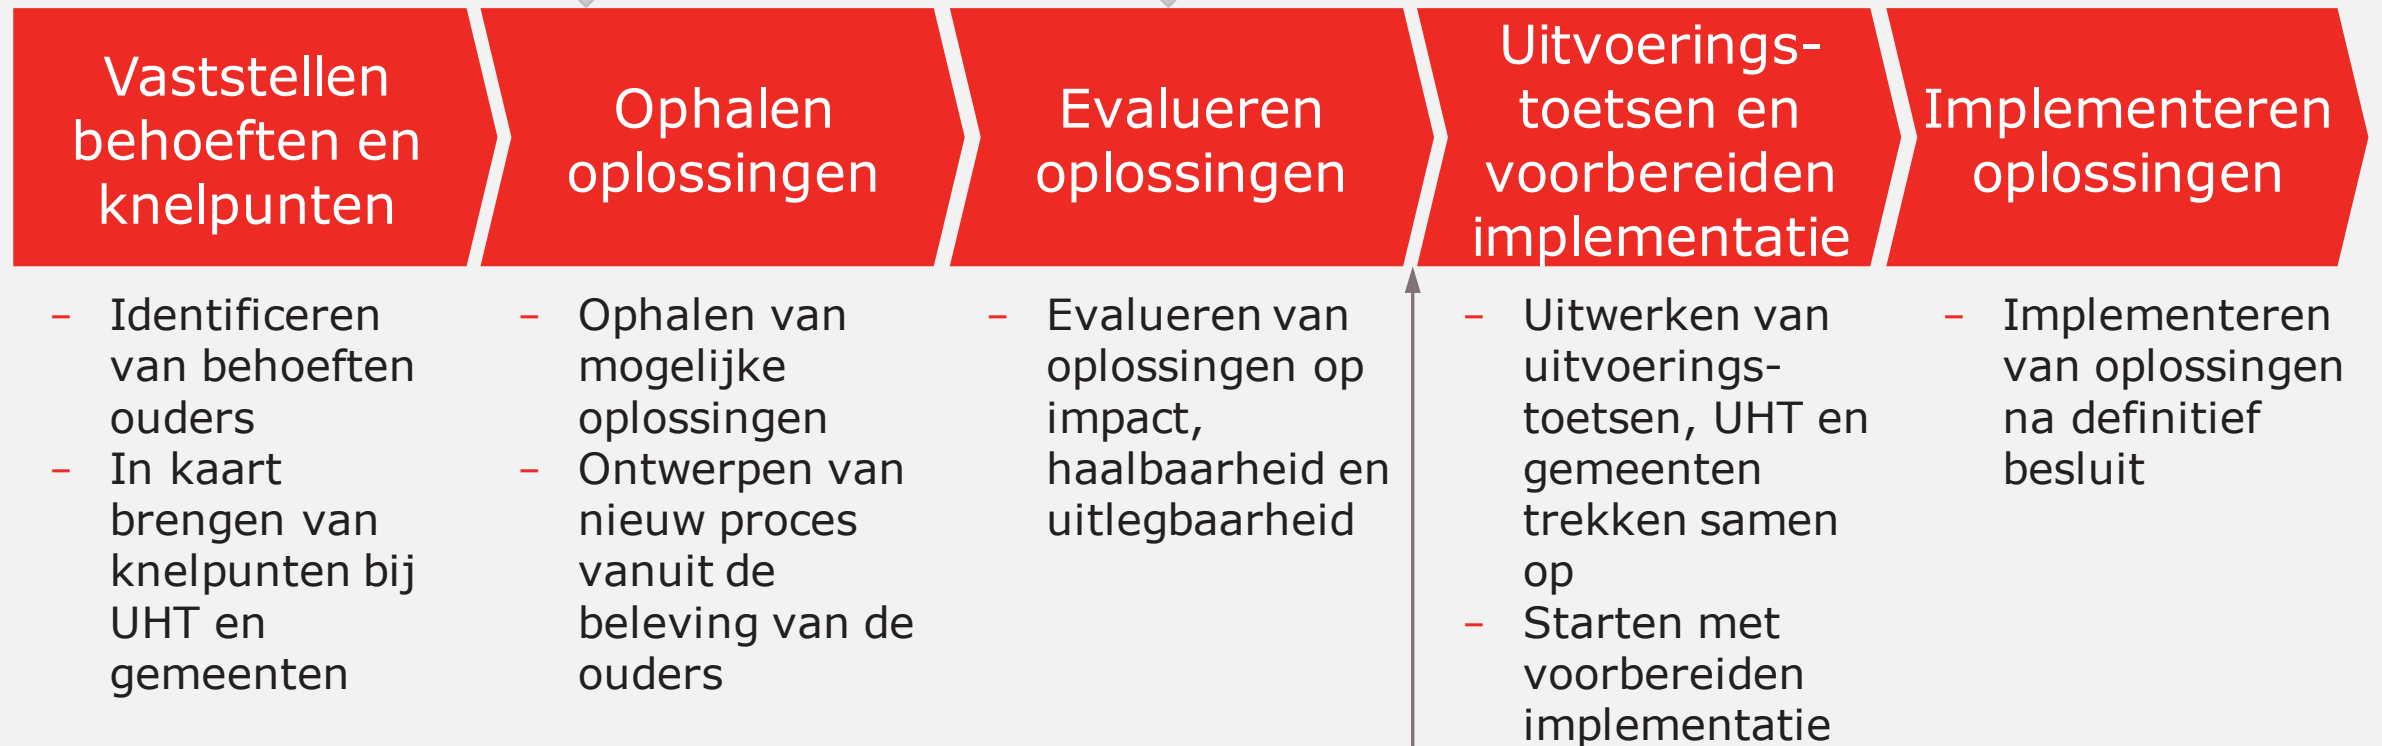 Vaststellen
behoeften en
knelpunten
Ophalen
oplossingen
Evalueren
oplossingen
Uitvoerings-
toetsen en
voorbereiden
implementatie
Implementeren
oplossingen
– Identificeren
van behoeften
ouders
– In kaart
brengen van
knelpunten bij
UHT en
gemeenten
– Ophalen van
mogelijke
oplossingen
– Ontwerpen van
nieuw proces
vanuit de
beleving van de
ouders
– Evalueren van
oplossingen op
impact,
haalbaarheid en
uitlegbaarheid
– Uitwerken van
uitvoerings-
toetsen, UHT en
gemeenten
trekken samen
op
– Starten met
voorbereiden
implementatie
– Implementeren
van oplossingen
na definitief
besluit